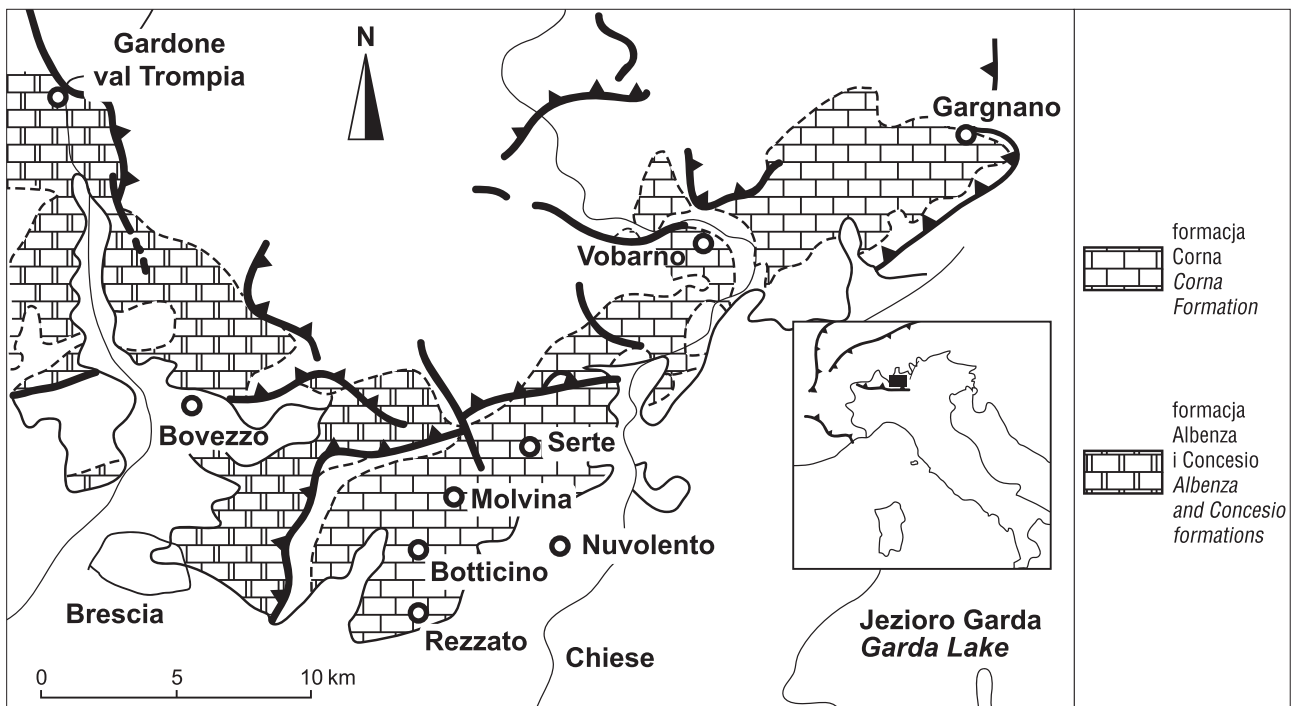 Gardone
val Trompia
N
Gargnano
Vobarno
Bovezzo
Serte
Molvina
Nuvolento
Botticino
Brescia
Rezzato
Chiese
Jezioro Garda
Garda Lake
0 5 10 km
formacja
Corna
Corna
Formation
formacja
Albenza
i Concesio
Albenza
and Concesio
formations